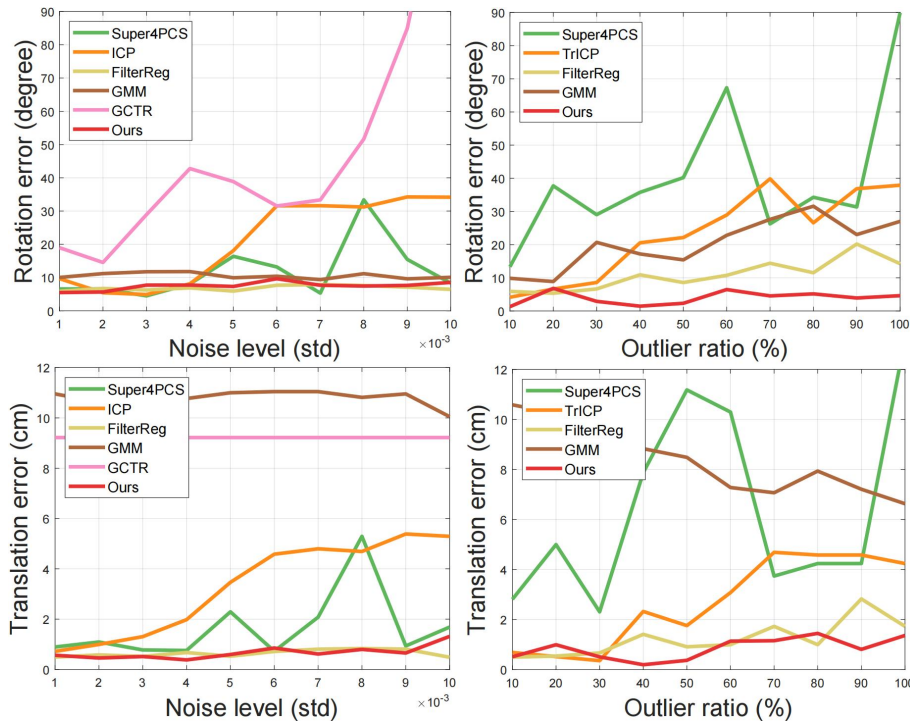 Rotation error (degree)
90
80
70
60
50
40
30
20
10
0
Super4PCS
ICP
FilterReg
GMM
GCTR
Ours
1 2 3 4 5 6 7 8 9 10
Noise level (std)
×10⁻³
Rotation error (degree)
90
80
70
60
50
40
30
20
10
0
Super4PCS
TrICP
FilterReg
GMM
Ours
10 20 30 40 50 60 70 80 90 100
Outlier ratio (%)
Translation error (cm)
12
10
8
6
4
2
0
Super4PCS
ICP
FilterReg
GMM
GCTR
Ours
1 2 3 4 5 6 7 8 9 10
Noise level (std)
×10⁻³
Translation error (cm)
12
10
8
6
4
2
0
Super4PCS
TrICP
FilterReg
GMM
Ours
10 20 30 40 50 60 70 80 90 100
Outlier ratio (%)